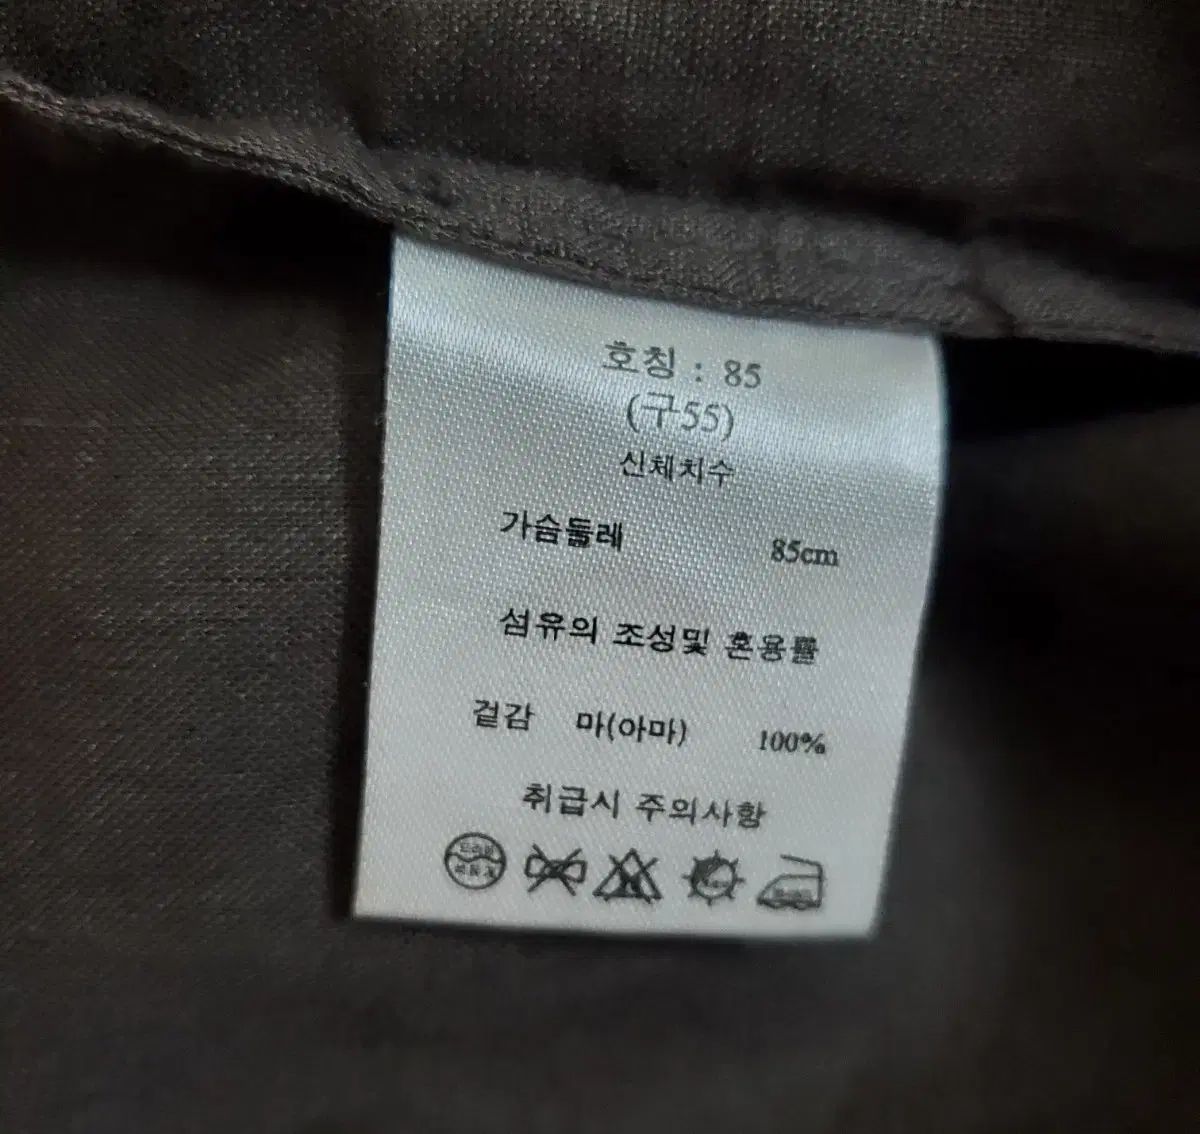 호칭 : 85
(구55)
신체치수
가슴둘레 85cm
섬유의 조성및 혼용률
겉감 마(아마) 100%
취급시 주의사항